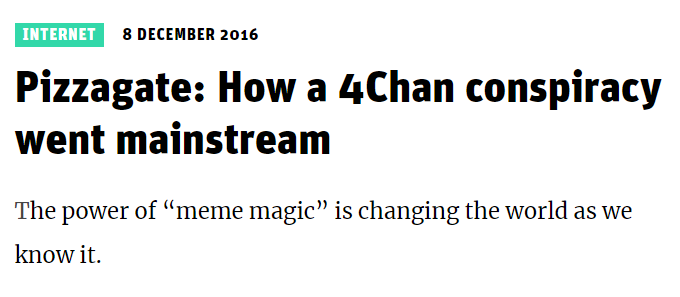 INTERNET 8 DECEMBER 2016
Pizzagate: How a 4Chan conspiracy
went mainstream
The power of “meme magic” is changing the world as we
know it.